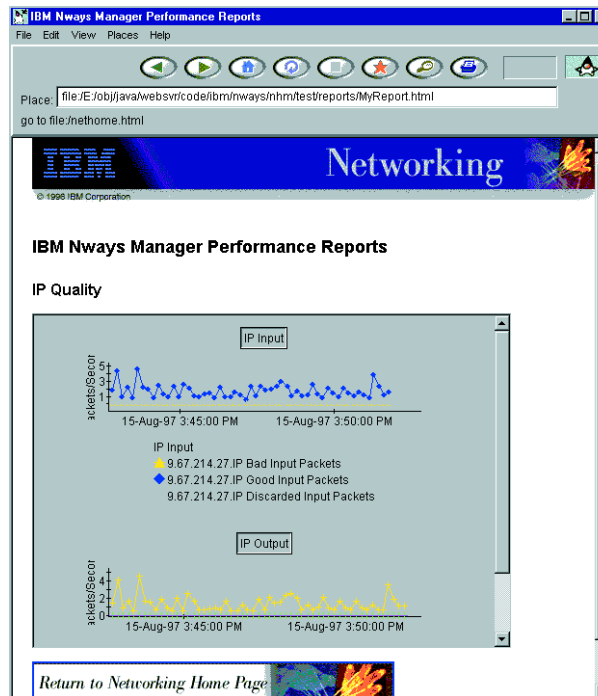 IBM Nways Manager Performance Reports
File Edit View Places Help
Place: file:/E:/obj/java/websvr/code/ibm/nways/nhm/test/reports/MyReport.html
go to file:/nethome.html
IBM Networking
© 1996 IBM Corporation
IBM Nways Manager Performance Reports
IP Quality
IP Input
ackets/Secor
5
3
1
15-Aug-97 3:45:00 PM 15-Aug-97 3:50:00 PM
IP Input
9.67.214.27.IP Bad Input Packets
9.67.214.27.IP Good Input Packets
9.67.214.27.IP Discarded Input Packets
IP Output
ackets/Secor
4
2
0
15-Aug-97 3:45:00 PM 15-Aug-97 3:50:00 PM
Return to Networking Home Page